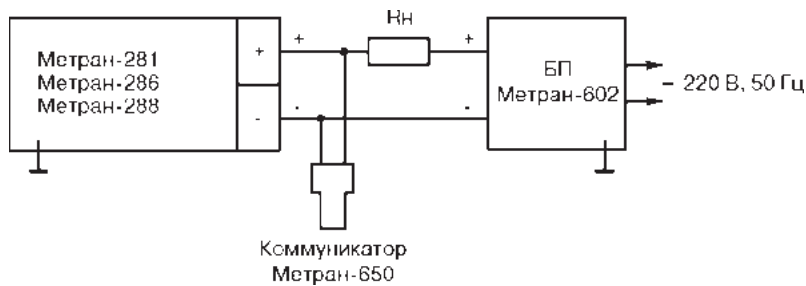 Rн
+
+
+
-
-
-
Метран-281
Метран-286
Метран-288
БП
Метран-602
~ 220 В, 50 Гц
Коммуникатор
Метран-650